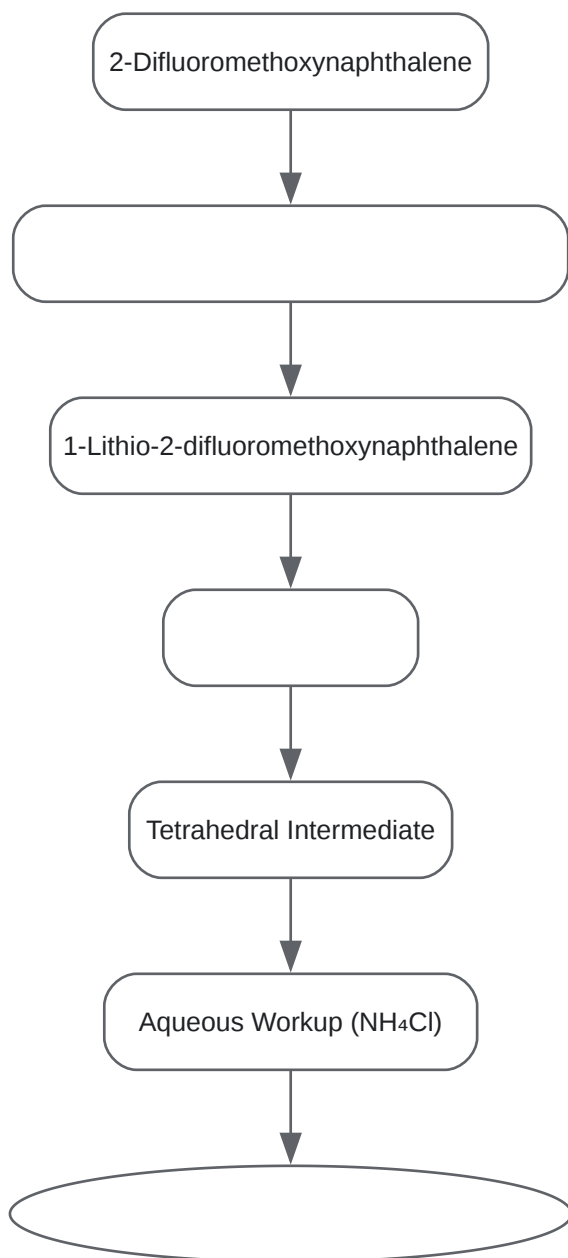 2-Difluoromethoxynaphthalene
1-Lithio-2-difluoromethoxynaphthalene
Tetrahedral Intermediate
Aqueous Workup (NH₄Cl)